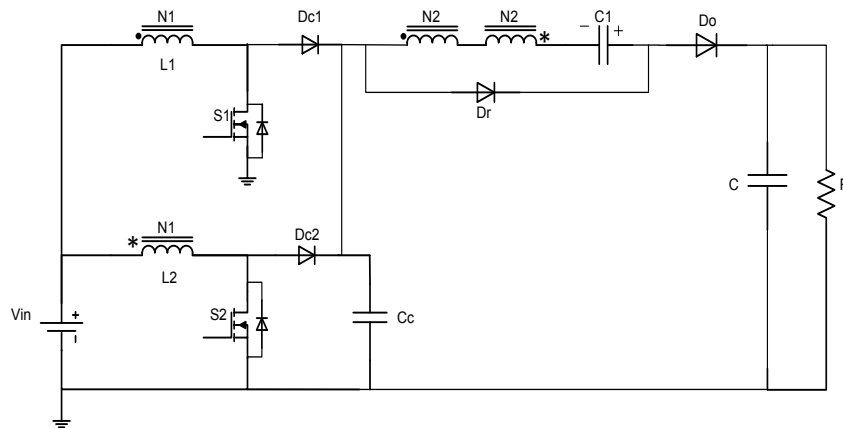 N1
Dc1
N2
N2
C1
Do
− +
L1
Dr
S1
C
R
N1
Dc2
*
L2
Vin
S2
Cc